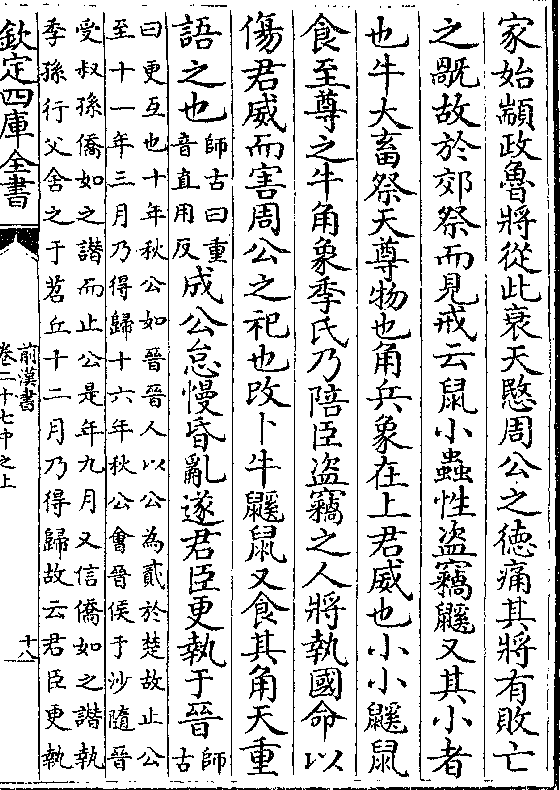 家始顓政魯將從此衰天愍周公之徳痛其將有敗亡
之既故於郊祭而見戒云鼠小蟲性盜竊鼷又其小者
也牛大畜祭天尊物也角兵象在上君威也小小鼷鼠
食至尊之牛角象季氏乃陪臣盜竊之人將執國命以
傷君威而害周公之祀也改卜牛鼷鼠又食其角天重
語之也師古曰重音直用反成公怠慢昏亂遂君臣更執于晉師古
曰更互也十年秋公如晉晉人以公為貳於楚故止公
至十一年三月乃得歸十六年秋公會晉侯于沙隨晉
受叔孫僑如之譖而止公是年九月又信僑如之譖執
季孫行父舍之于苕丘十二月乃得歸故云君臣更執
欽定四庫全書
前漢書
卷二十七中之上
十八